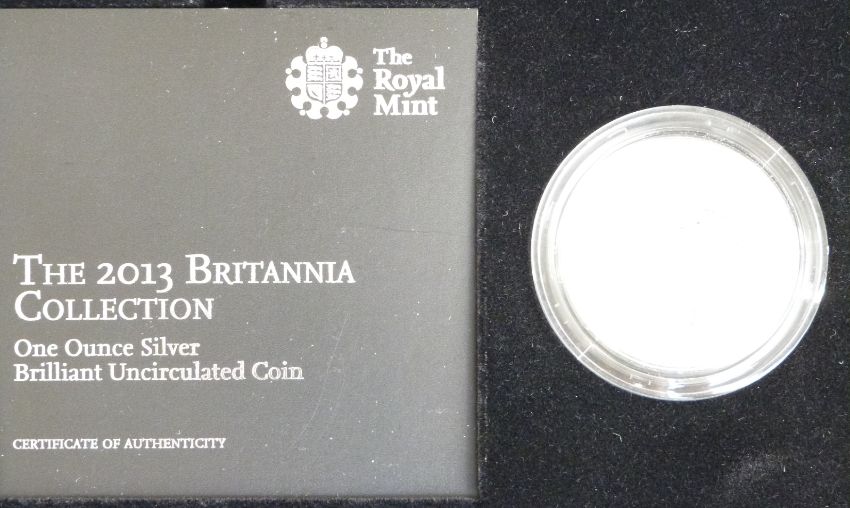 The
Royal
Mint
THE 2013 BRITANNIA
COLLECTION
One Ounce Silver
Brilliant Uncirculated Coin
CERTIFICATE OF AUTHENTICITY